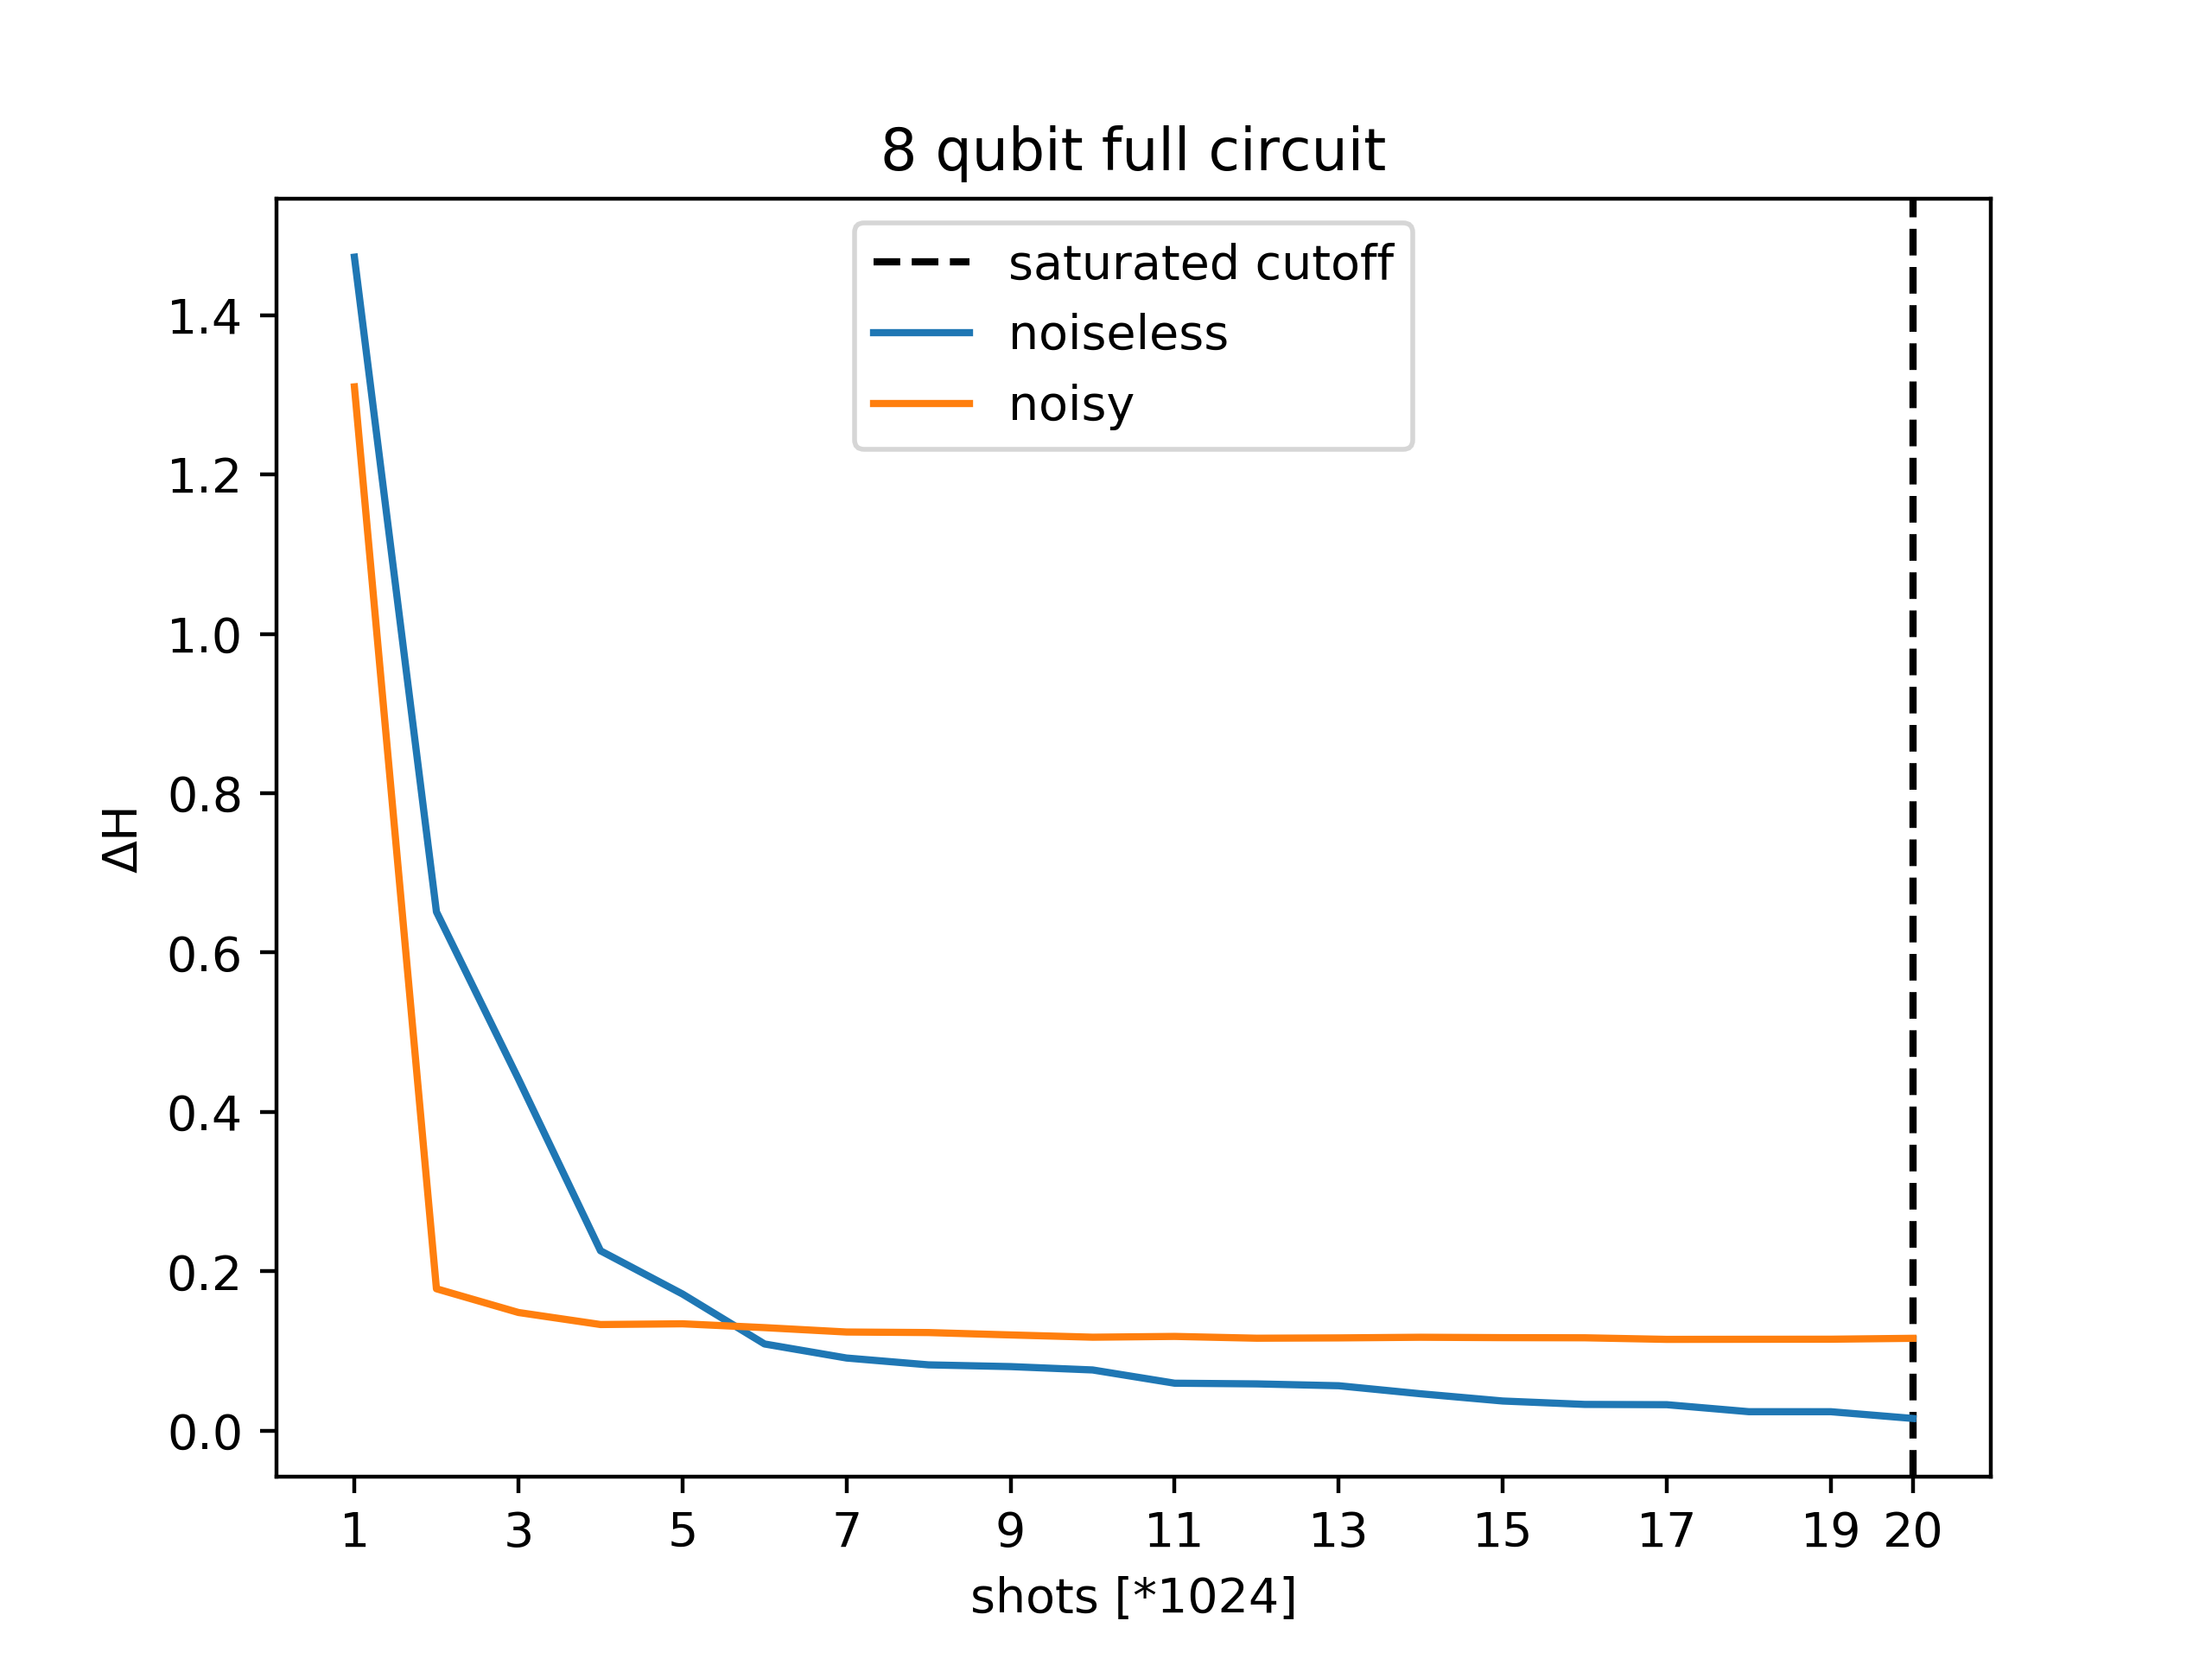 8 qubit full circuit
saturated cutoff
noiseless
noisy
1.4
1.2
1.0
0.8
0.6
0.4
0.2
0.0
ΔH
1 3 5 7 9 11 13 15 17 19 20
shots [*1024]